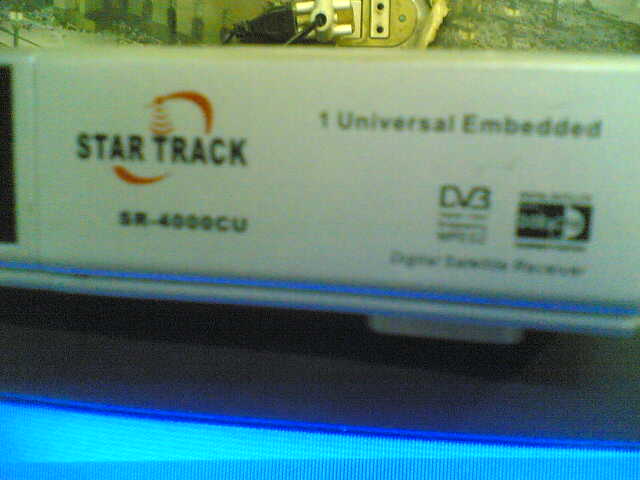 STAR TRACK
SR-4000CU
1 Universal Embedded
DVB
Digital Satellite Receiver